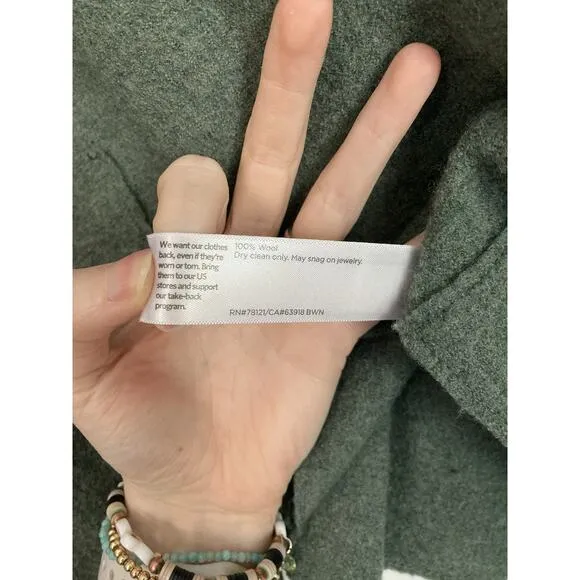 We want our clothes
back, even if they're
worn or torn. Bring
them to our US
stores and support
our take-back
program.
100% Wool
Dry clean only. May snag on jewelry.
RN#78121/CA#63918 BWN